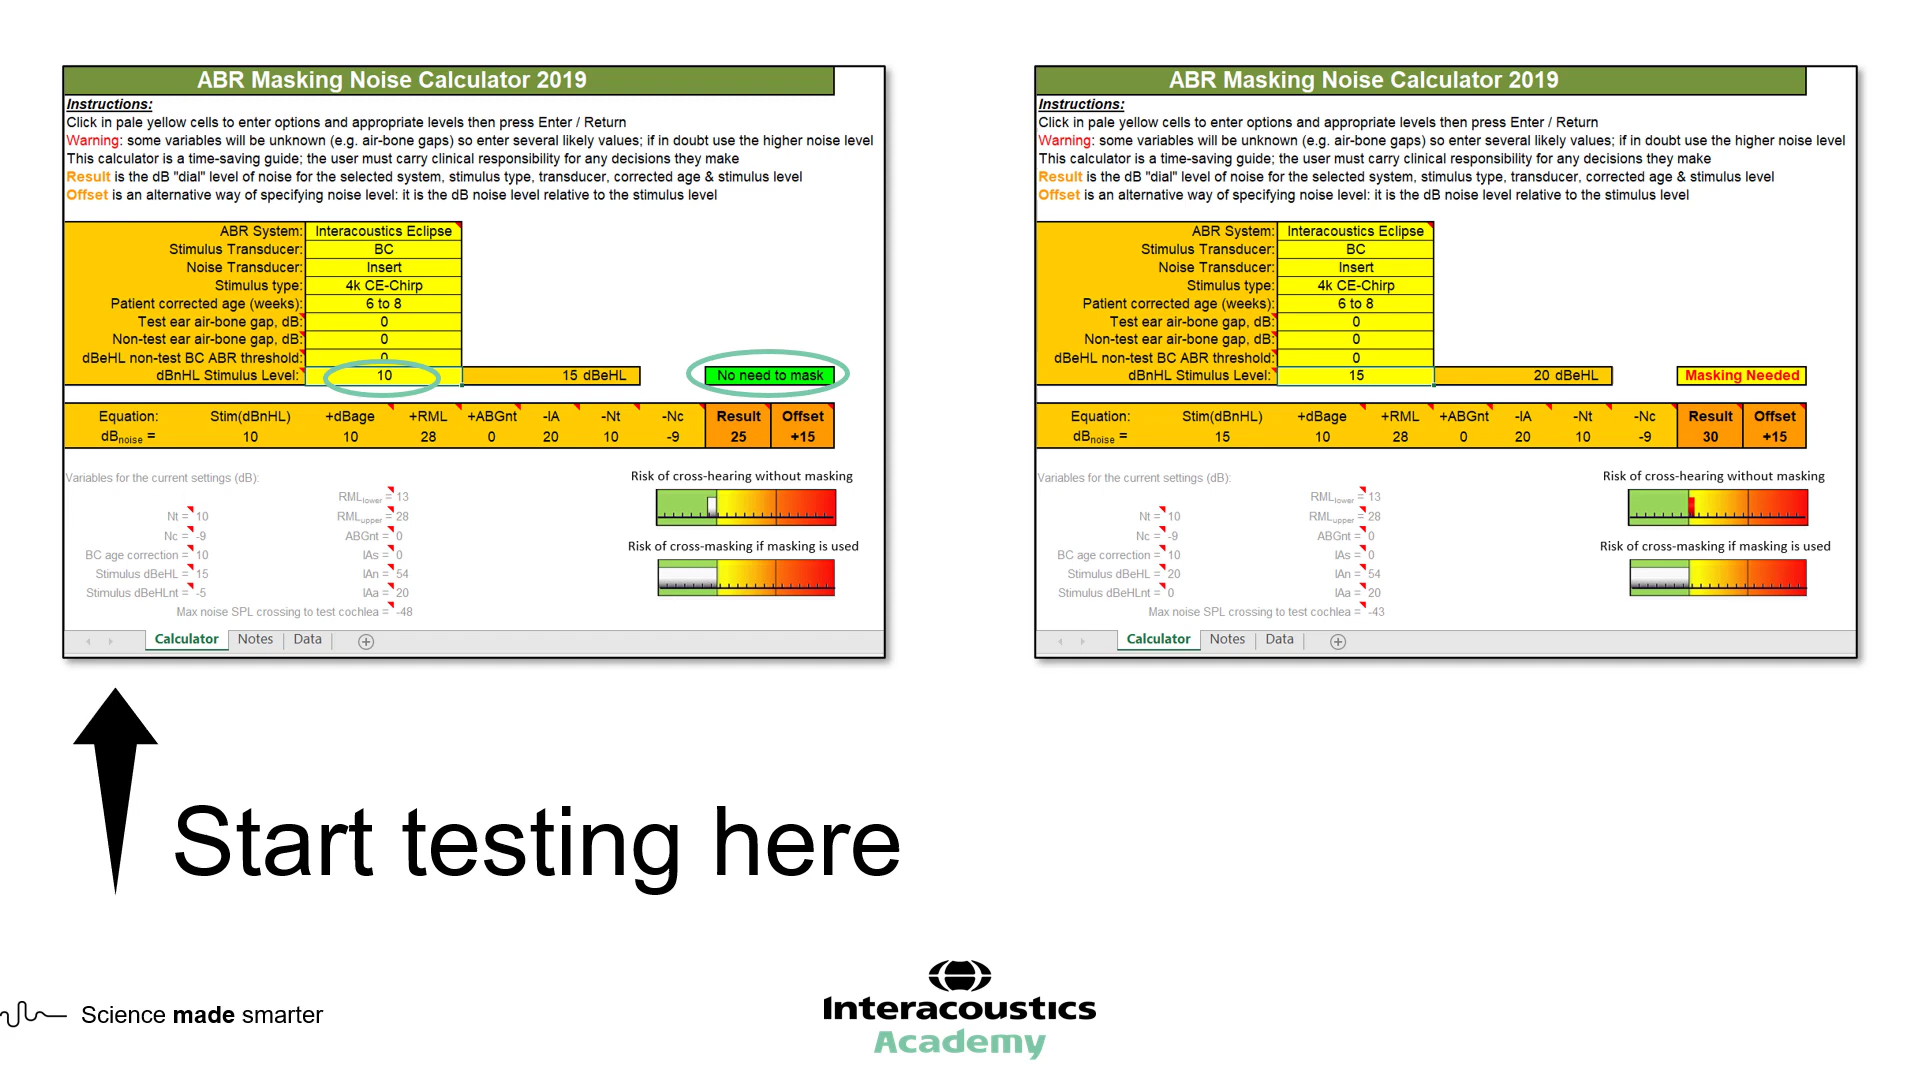 ABR Masking Noise Calculator 2019
Instructions:
Click in pale yellow cells to enter options and appropriate levels then press Enter / Return
Warning: some variables will be unknown (e.g. air-bone gaps) so enter several likely values; if in doubt use the higher noise level
This calculator is a time-saving guide; the user must carry clinical responsibility for any decisions they make
Result is the dB "dial" level of noise for the selected system, stimulus type, transducer, corrected age & stimulus level
Offset is an alternative way of specifying noise level: it is the dB noise level relative to the stimulus level
ABR System: Interacoustics Eclipse
Stimulus Transducer: BC
Noise Transducer: Insert
Stimulus type: 4k CE-Chirp
Patient corrected age (weeks): 6 to 8
Test ear air-bone gap, dB: 0
Non-test ear air-bone gap, dB: 0
dBeHL non-test BC ABR threshold: 0
dBnHL Stimulus Level: 10 15 dBeHL No need to mask
Equation: Stim(dBnHL) +dBage +RML +ABGnt -IA -Nt -Nc Result Offset
dBnoise = 10 10 28 0 20 10 -9 25 +15
Variables for the current settings (dB):
Risk of cross-hearing without masking
RMLlower = 13
Nt = 10 RMLupper = 28
Nc = -9 ABGnt = 0
Risk of cross-masking if masking is used
BC age correction = 10 IAs = 0
Stimulus dBeHL = 15 IAn = 54
Stimulus dBeHLnt = -5 IAa = 20
Max noise SPL crossing to test cochlea = -48
Calculator Notes Data
ABR Masking Noise Calculator 2019
Instructions:
Click in pale yellow cells to enter options and appropriate levels then press Enter / Return
Warning: some variables will be unknown (e.g. air-bone gaps) so enter several likely values; if in doubt use the higher noise level
This calculator is a time-saving guide; the user must carry clinical responsibility for any decisions they make
Result is the dB "dial" level of noise for the selected system, stimulus type, transducer, corrected age & stimulus level
Offset is an alternative way of specifying noise level: it is the dB noise level relative to the stimulus level
ABR System: Interacoustics Eclipse
Stimulus Transducer: BC
Noise Transducer: Insert
Stimulus type: 4k CE-Chirp
Patient corrected age (weeks): 6 to 8
Test ear air-bone gap, dB: 0
Non-test ear air-bone gap, dB: 0
dBeHL non-test BC ABR threshold: 0
dBnHL Stimulus Level: 15 20 dBeHL Masking Needed
Equation: Stim(dBnHL) +dBage +RML +ABGnt -IA -Nt -Nc Result Offset
dBnoise = 15 10 28 0 20 10 -9 30 +15
Variables for the current settings (dB):
Risk of cross-hearing without masking
RMLlower = 13
Nt = 10 RMLupper = 28
Nc = -9 ABGnt = 0
Risk of cross-masking if masking is used
BC age correction = 10 IAs = 0
Stimulus dBeHL = 20 IAn = 54
Stimulus dBeHLnt = 0 IAa = 20
Max noise SPL crossing to test cochlea = -43
Calculator Notes Data
Start testing here
Science made smarter
Interacoustics
Academy